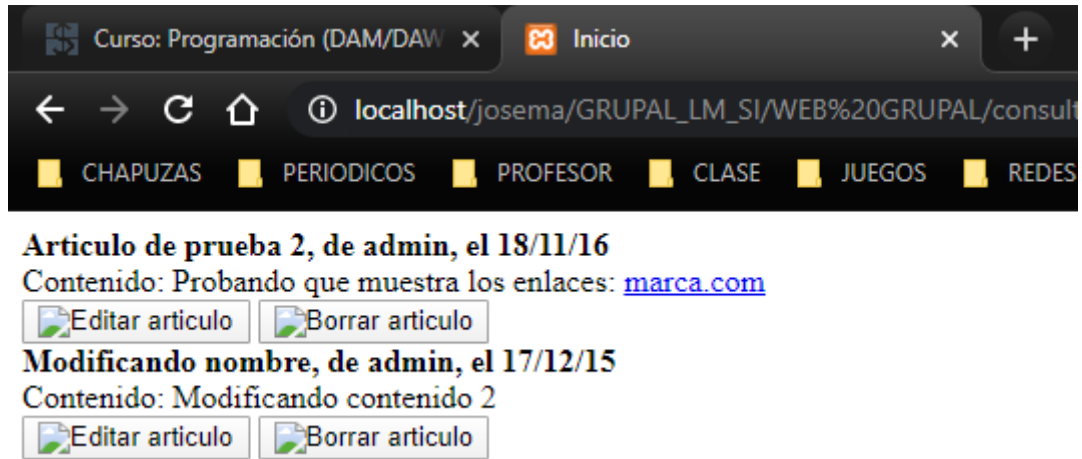 Curso: Programación (DAM/DAW
Inicio
localhost/josema/GRUPAL_LM_SI/WEB%20GRUPAL/consult
CHAPUZAS PERIODICOS PROFESOR CLASE JUEGOS REDES
Articulo de prueba 2, de admin, el 18/11/16
Contenido: Probando que muestra los enlaces: marca.com
Editar articulo Borrar articulo
Modificando nombre, de admin, el 17/12/15
Contenido: Modificando contenido 2
Editar articulo Borrar articulo